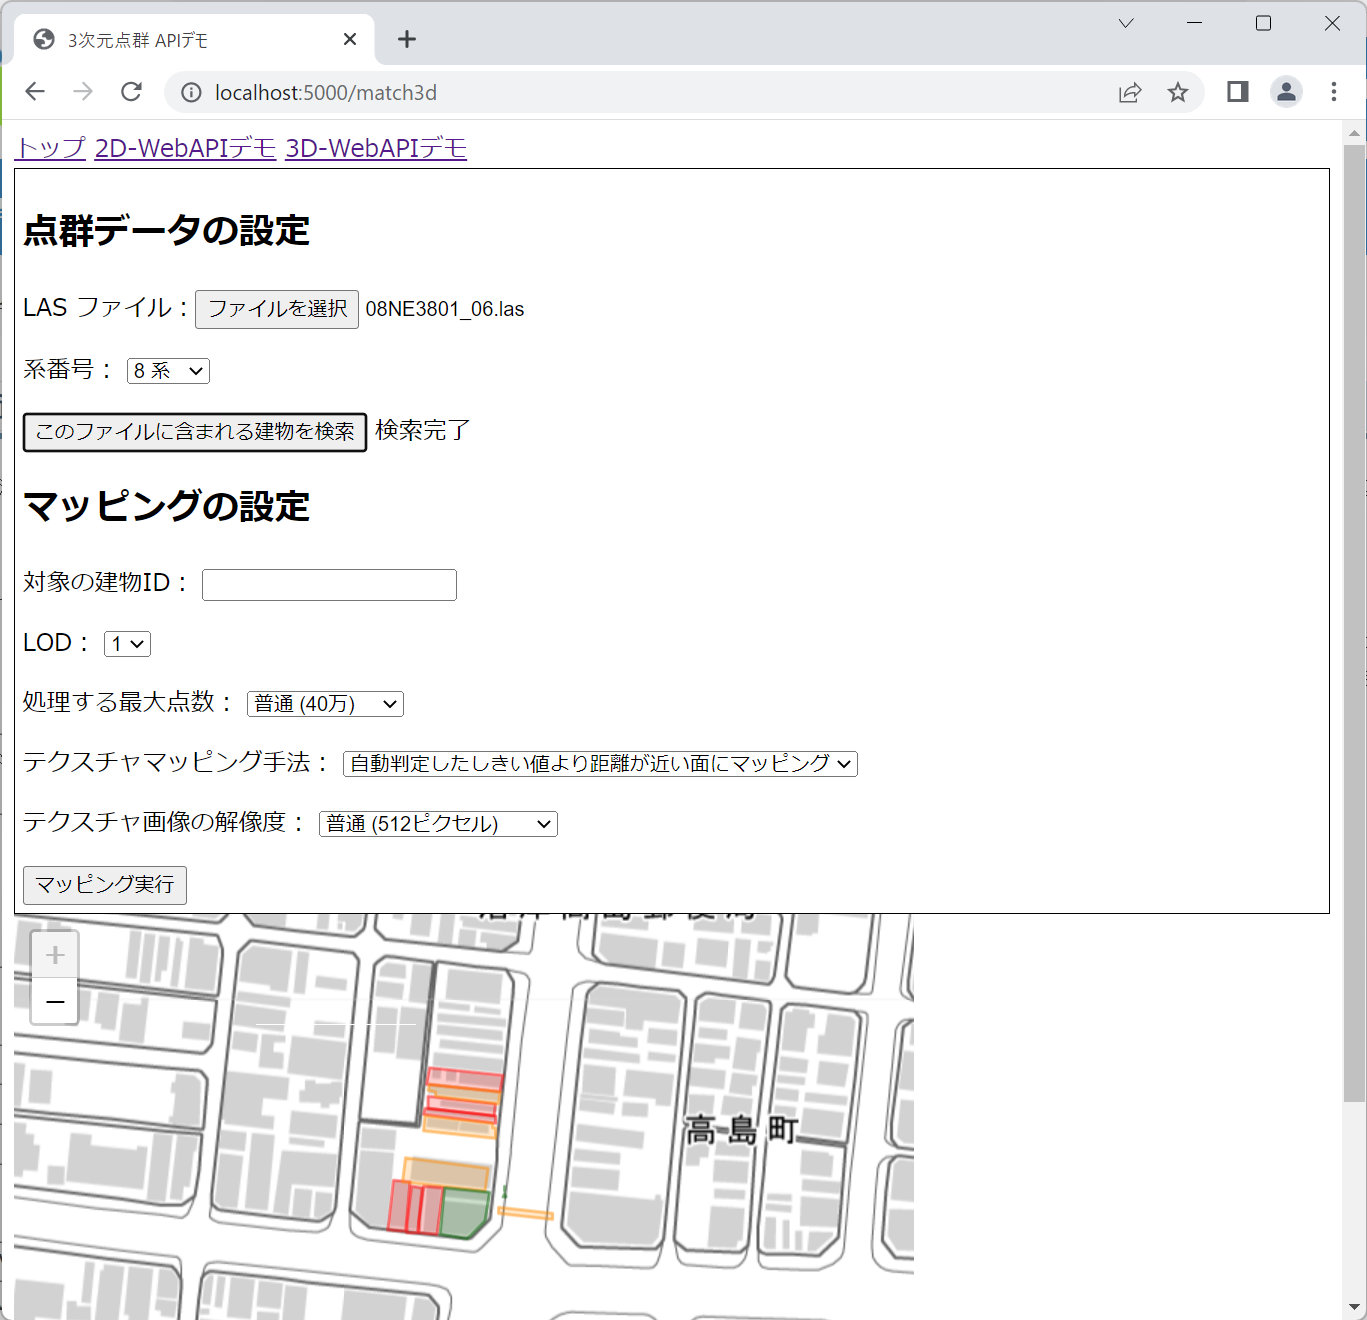 3次元点群 APIデモ
localhost:5000/match3d
トップ 2D-WebAPIデモ 3D-WebAPIデモ
点群データの設定
LAS ファイル： ファイルを選択 08NE3801_06.las
系番号： 8 系
このファイルに含まれる建物を検索 検索完了
マッピングの設定
対象の建物ID：
LOD： 1
処理する最大点数： 普通 (40万)
テクスチャマッピング手法： 自動判定したしきい値より距離が近い面にマッピング
テクスチャ画像の解像度： 普通 (512ピクセル)
マッピング実行
+
−
高島町